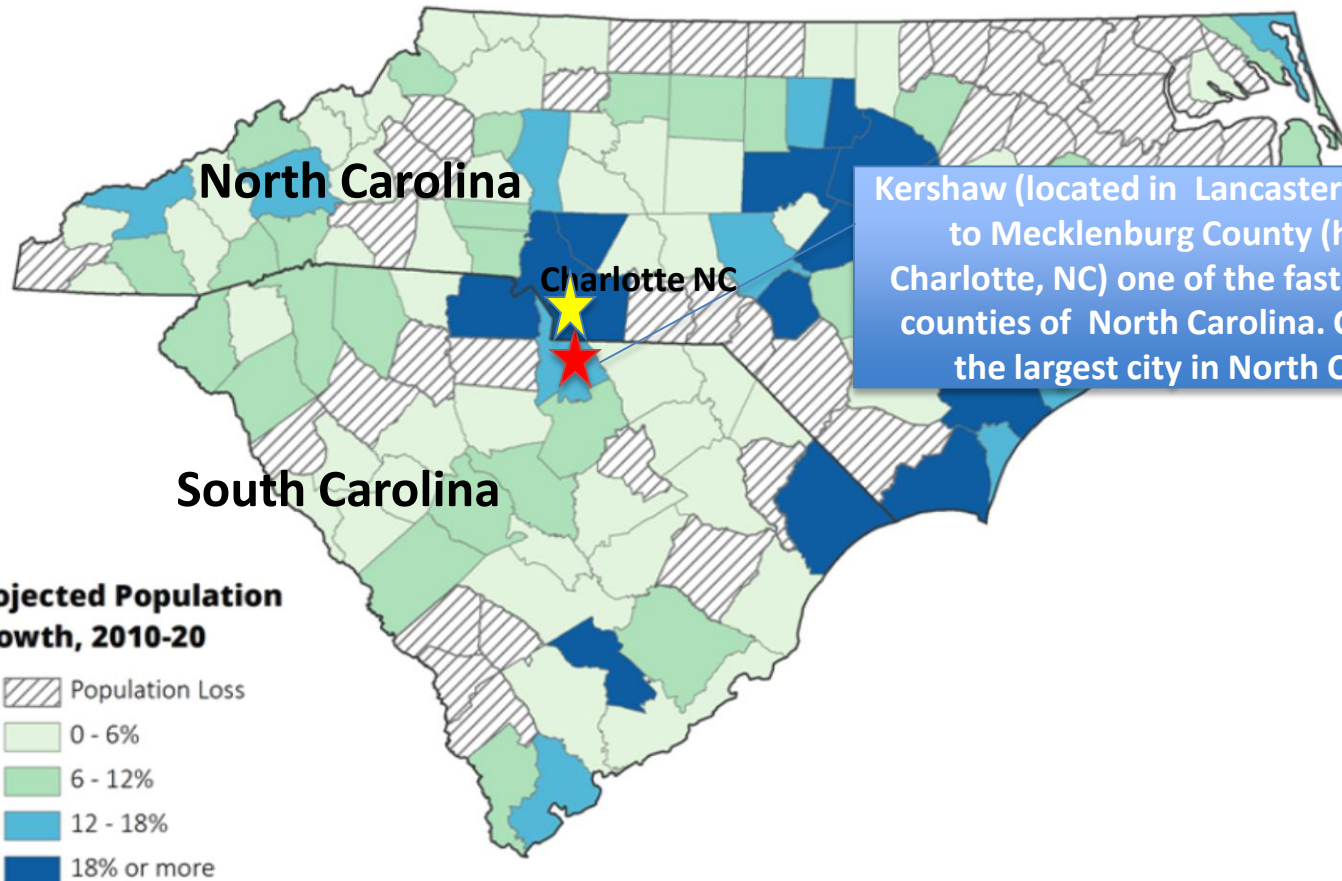 North Carolina
Charlotte NC
Kershaw (located in Lancaster
to Mecklenburg County (h
Charlotte, NC) one of the fast
counties of North Carolina.
the largest city in North C
South Carolina
ojected Population
owth, 2010-20
Population Loss
0 - 6%
6 - 12%
12 - 18%
18% or more